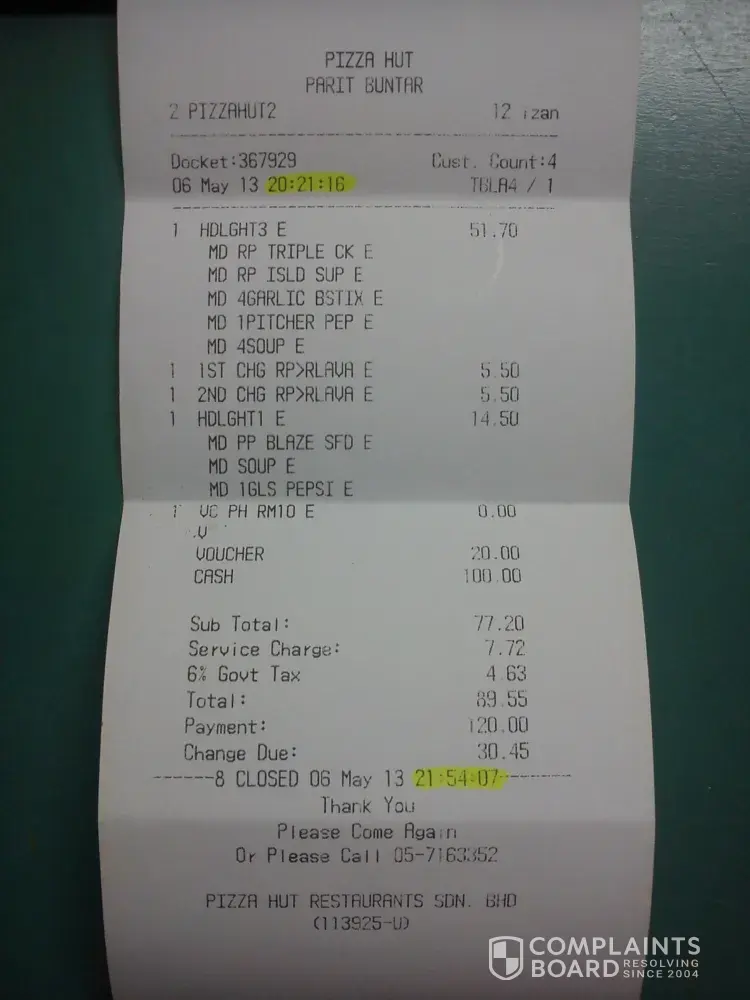 PIZZA HUT
PARIT BUNTAR
2 PIZZAHUT2 12 izan
Docket:367929 Cust. Count:4
06 May 13 20:21:16 TBLA4 / 1
1 HDLGHT3 E 51.70
MD RP TRIPLE CK E
MD RP ISLD SUP E
MD 4GARLIC BSTIX E
MD 1PITCHER PEP E
MD 4SOUP E
1 1ST CHG RP>RLAVA E 5.50
1 2ND CHG RP>RLAVA E 5.50
1 HDLGHT1 E 14.50
MD PP BLAZE SFD E
MD SOUP E
MD 1GLS PEPSI E
1 VC PH RM10 E 0.00
.V
VOUCHER 20.00
CASH 100.00
Sub Total: 77.20
Service Charge: 7.72
6% Govt Tax 4.63
Total: 89.55
Payment: 120.00
Change Due: 30.45
------8 CLOSED 06 May 13 21:54:07------
Thank You
Please Come Again
Or Please Call 05-7163352
PIZZA HUT RESTAURANTS SDN. BHD
(113925-U)
COMPLAINTS
BOARD RESOLVING
SINCE 2004